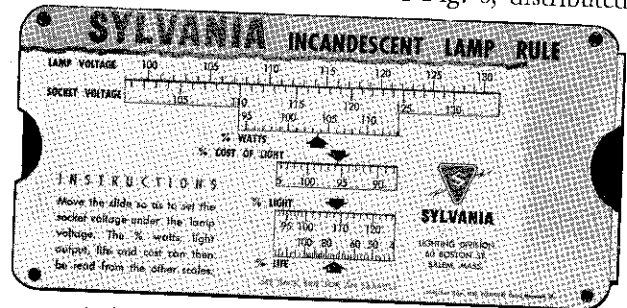 Fig. 6, distributed
SYLVANIA INCANDESCENT LAMP RULE
LAMP VOLTAGE 100 105 110 115 120 125 130
SOCKET VOLTAGE 105 110 115 120 125 130
95 100 105 110
% WATTS
% COST OF LIGHT
100 95 90
INSTRUCTIONS
Move the slide so as to set the
socket voltage under the lamp
voltage. The % watts, light
output, life and cost can then
be read from the other scales.
% LIGHT
95 100 110 120
100 80 60 50
% LIFE
SYLVANIA
LIGHTING DIVISION
60 BOSTON ST.
SALEM, MASS.